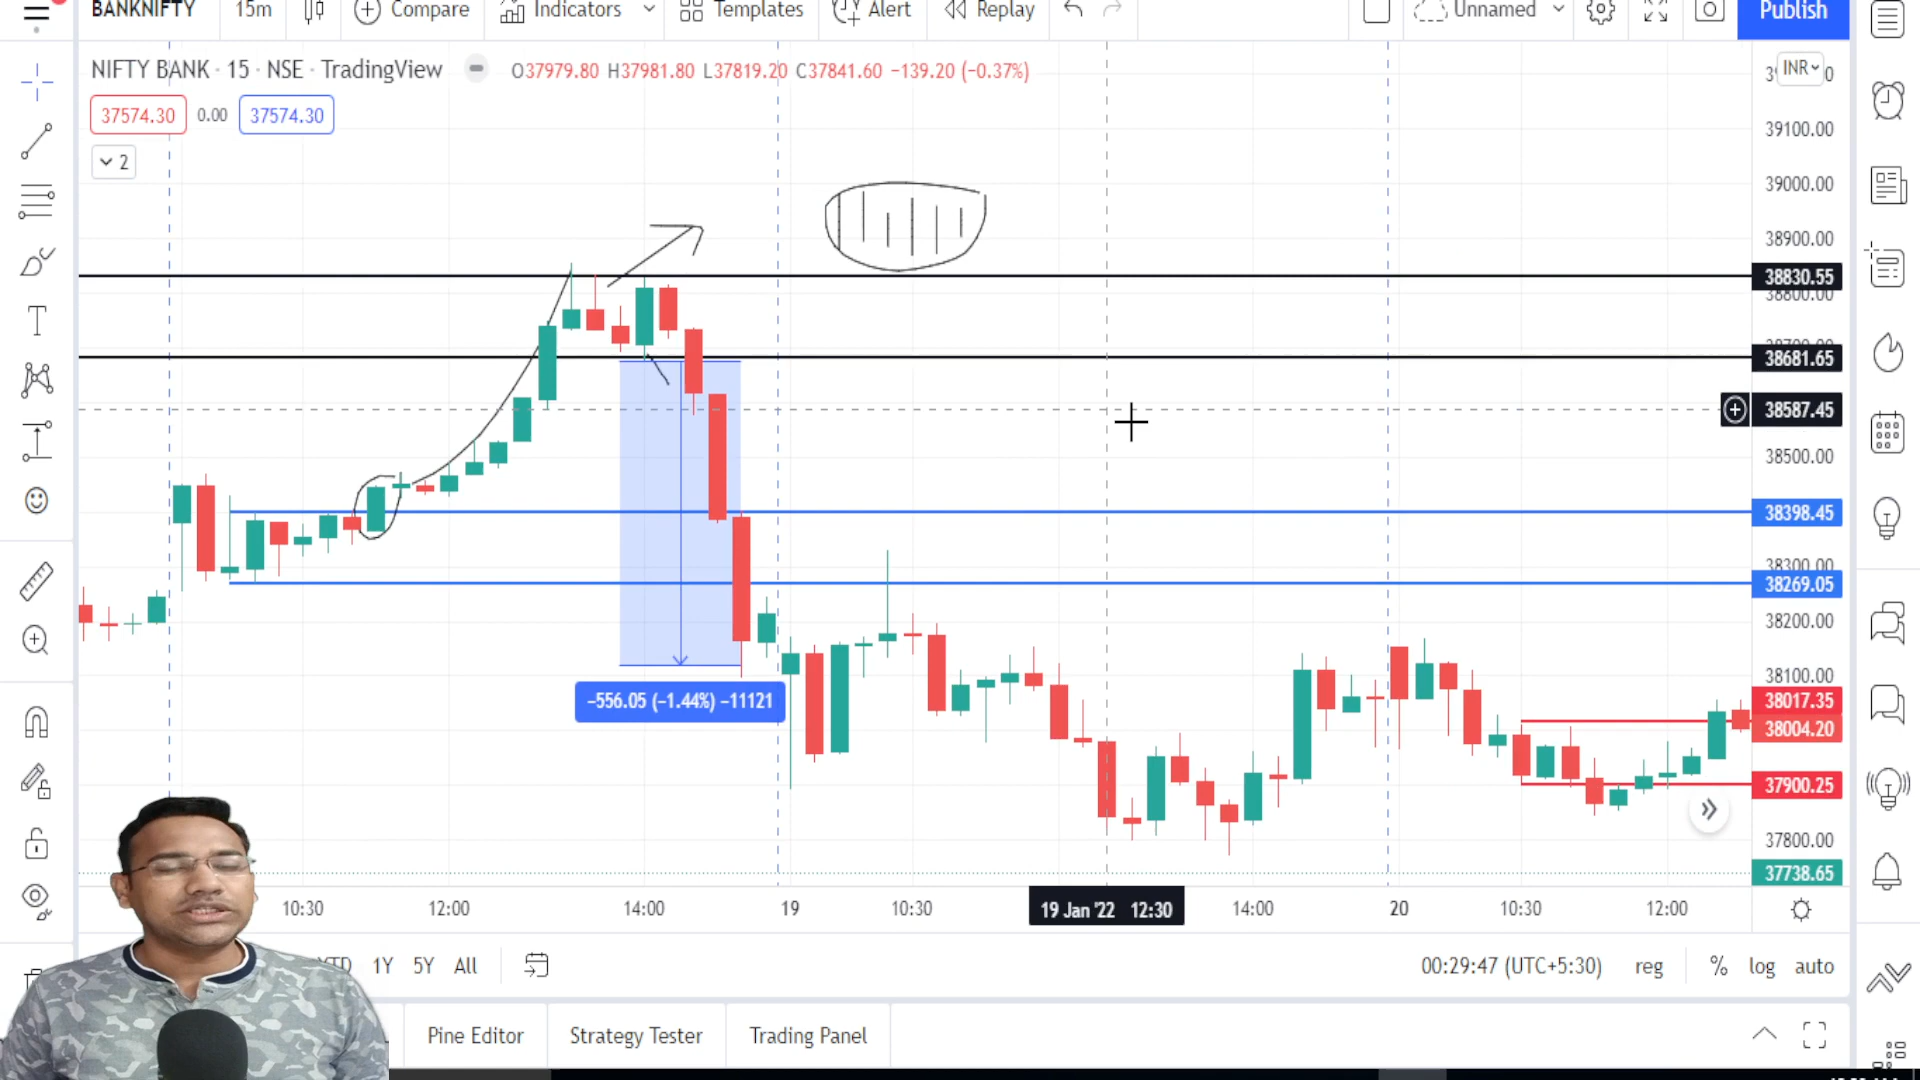 BANKNIFTY 15m Compare Indicators Templates Alert Replay Unnamed Publish
NIFTY BANK · 15 · NSE · TradingView O37979.80 H37981.80 L37819.20 C37841.60 −139.20 (−0.37%)
INR
37574.30 0.00 37574.30
39100.00
2
39000.00
38900.00
38830.55
38800.00
38681.65
38587.45
38500.00
38398.45
38300.00
38269.05
38200.00
38100.00
−556.05 (−1.44%) −11121
38017.35
38004.20
37900.25
37800.00
37738.65
10:30 12:00 14:00 19 10:30 19 Jan '22 12:30 14:00 20 10:30 12:00
YTD 1Y 5Y All 00:29:47 (UTC+5:30) reg % log auto
Pine Editor Strategy Tester Trading Panel